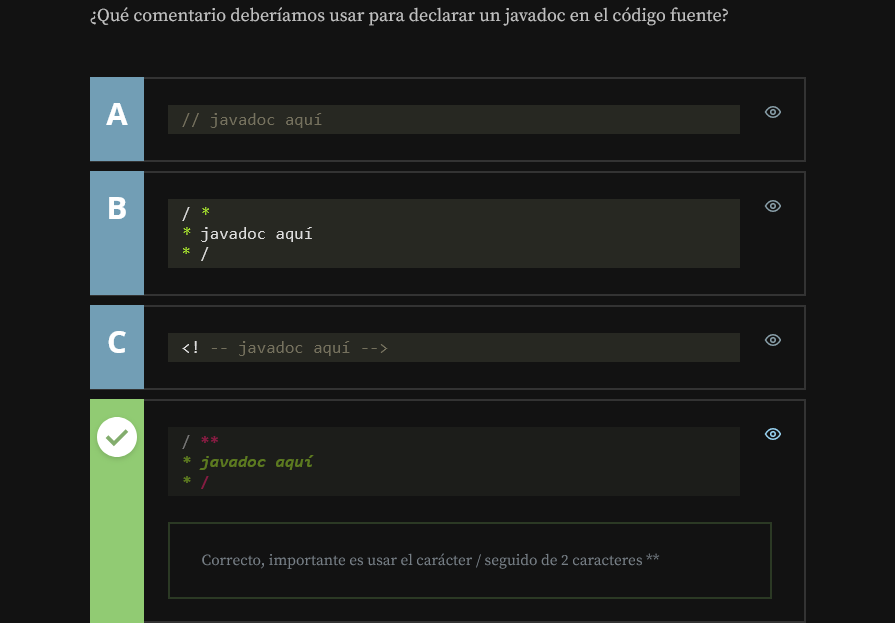 ¿Qué comentario deberíamos usar para declarar un javadoc en el código fuente?
A
// javadoc aquí
B
/ *
* javadoc aquí
* /
C
<! -- javadoc aquí -->
/ **
* javadoc aquí
* /
Correcto, importante es usar el carácter / seguido de 2 caracteres **